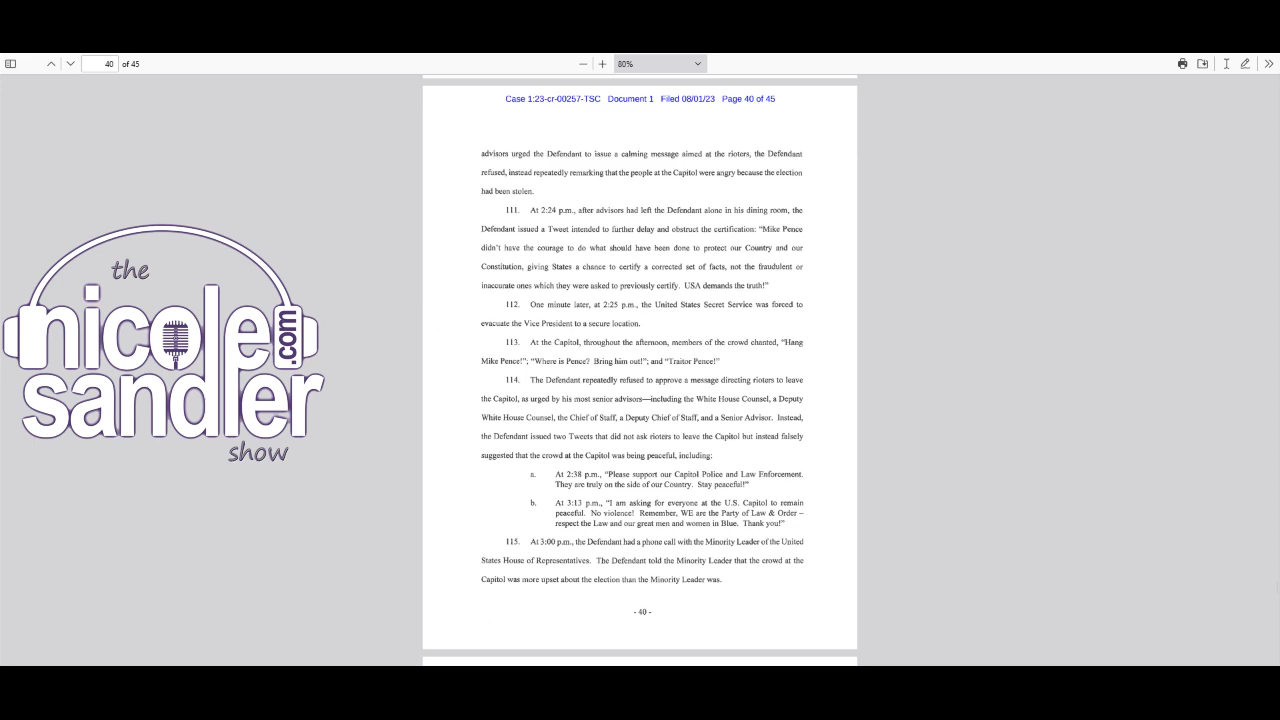 40 of 45
80%
Case 1:23-cr-00257-TSC Document 1 Filed 08/01/23 Page 40 of 45
advisors urged the Defendant to issue a calming message aimed at the rioters, the Defendant
refused, instead repeatedly remarking that the people at the Capitol were angry because the election
had been stolen.
111. At 2:24 p.m., after advisors had left the Defendant alone in his dining room, the
Defendant issued a Tweet intended to further delay and obstruct the certification: “Mike Pence
didn’t have the courage to do what should have been done to protect our Country and our
Constitution, giving States a chance to certify a corrected set of facts, not the fraudulent or
inaccurate ones which they were asked to previously certify. USA demands the truth!”
112. One minute later, at 2:25 p.m., the United States Secret Service was forced to
evacuate the Vice President to a secure location.
113. At the Capitol, throughout the afternoon, members of the crowd chanted, “Hang
Mike Pence!”; “Where is Pence? Bring him out!”; and “Traitor Pence!”
114. The Defendant repeatedly refused to approve a message directing rioters to leave
the Capitol, as urged by his most senior advisors—including the White House Counsel, a Deputy
White House Counsel, the Chief of Staff, a Deputy Chief of Staff, and a Senior Advisor. Instead,
the Defendant issued two Tweets that did not ask rioters to leave the Capitol but instead falsely
suggested that the crowd at the Capitol was being peaceful, including:
a. At 2:38 p.m., “Please support our Capitol Police and Law Enforcement.
They are truly on the side of our Country. Stay peaceful!”
b. At 3:13 p.m., “I am asking for everyone at the U.S. Capitol to remain
peaceful. No violence! Remember, WE are the Party of Law & Order –
respect the Law and our great men and women in Blue. Thank you!”
115. At 3:00 p.m., the Defendant had a phone call with the Minority Leader of the United
States House of Representatives. The Defendant told the Minority Leader that the crowd at the
Capitol was more upset about the election than the Minority Leader was.
- 40 -
the
nicole
.com
sandler
show